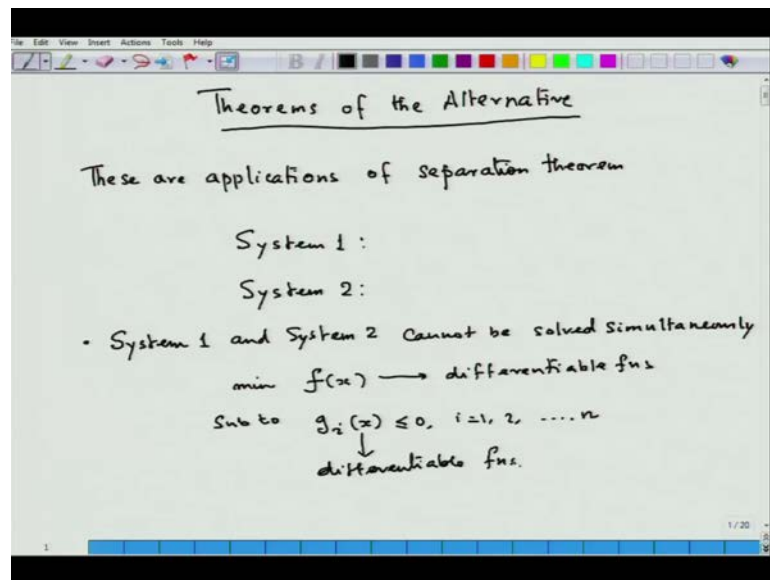 File Edit View Insert Actions Tools Help
Theorems of the Alternative
These are applications of separation theorem
System 1:
System 2:
• System 1 and System 2 cannot be solved simultaneously
min f(x) ⟶ differentiable fns
Sub to g_i(x) ≤ 0, i=1, 2, ....n
↓
differentiable fns.
1/20
1